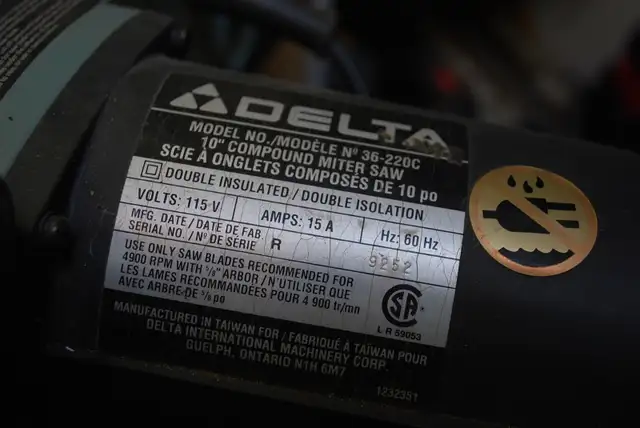 DELTA
MODEL NO./MODÈLE Nº 36-220C
10" COMPOUND MITER SAW
SCIE À ONGLETS COMPOSÉS DE 10 po
DOUBLE INSULATED / DOUBLE ISOLATION
VOLTS: 115 V AMPS: 15 A Hz: 60 Hz
MFG. DATE / DATE DE FAB
SERIAL NO. / Nº DE SÉRIE R 9252
USE ONLY SAW BLADES RECOMMENDED FOR
4900 RPM WITH 5/8" ARBOR / N'UTILISER QUE
LES LAMES RECOMMANDÉES POUR 4 900 tr/mn
AVEC ARBRE DE 5/8 po
CSA
LR 59053
MANUFACTURED IN TAIWAN FOR / FABRIQUÉ À TAIWAN POUR
DELTA INTERNATIONAL MACHINERY CORP.
GUELPH, ONTARIO N1H 6M7
1232351